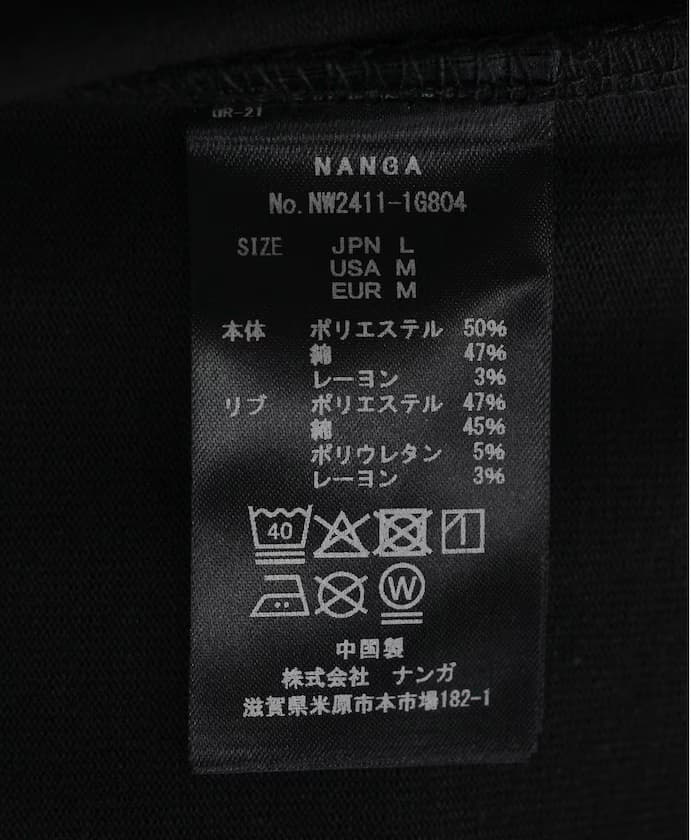 NANGA
No. NW2411-1G804
SIZE JPN L
USA M
EUR M
本体 ポリエステル 50%
綿 47%
レーヨン 3%
リブ ポリエステル 47%
綿 45%
ポリウレタン 5%
レーヨン 3%
40
W
中国製
株式会社 ナンガ
滋賀県米原市本市場182-1